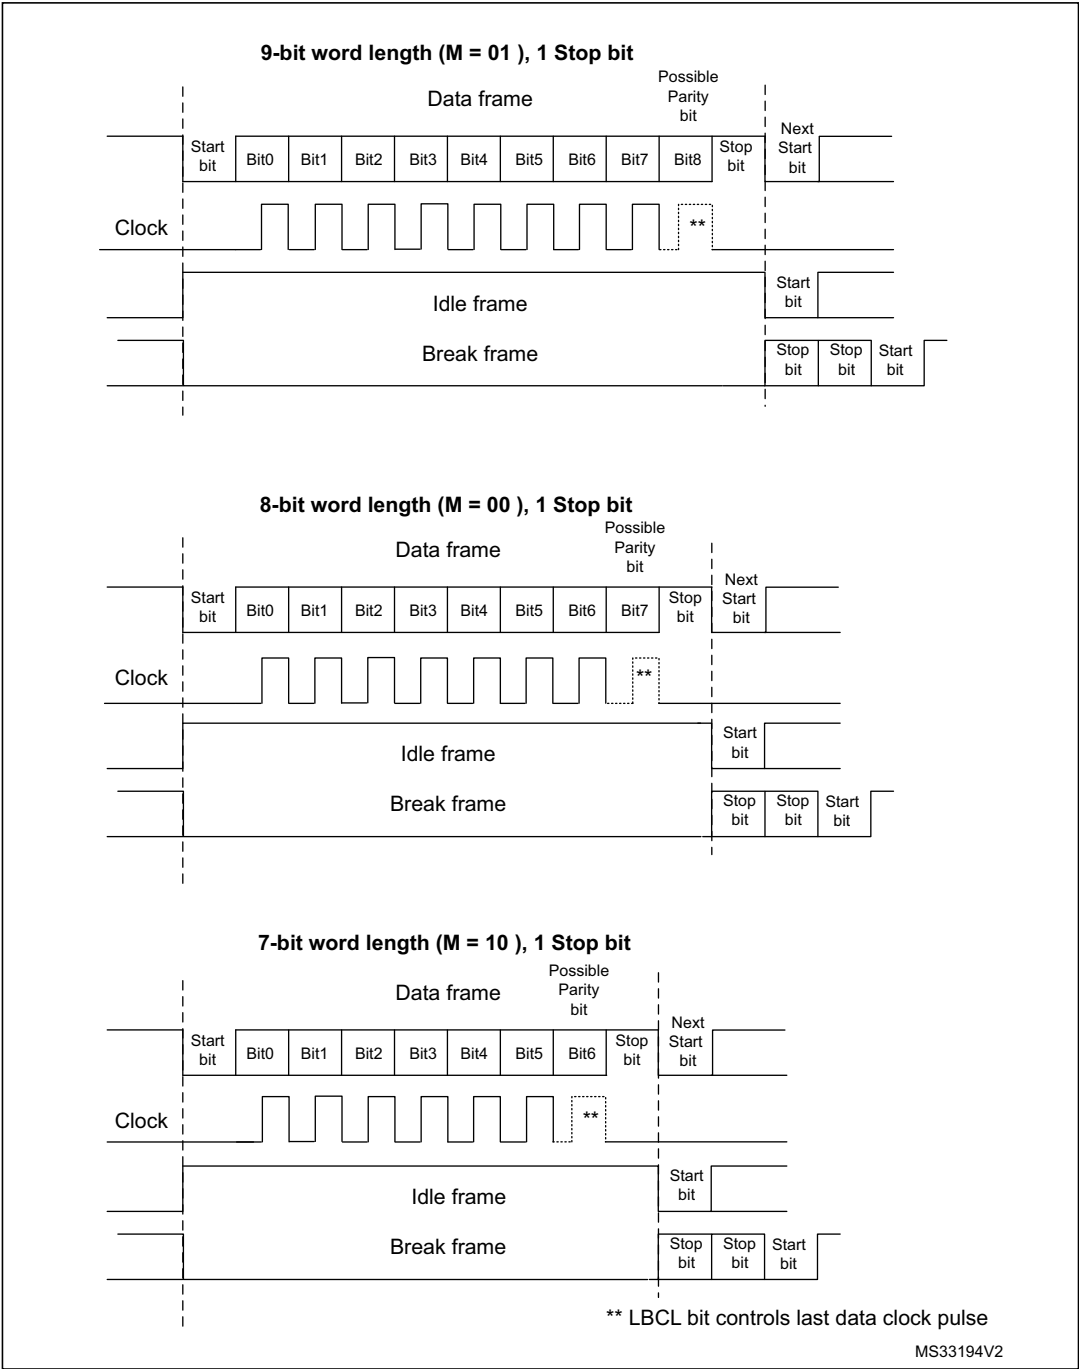 9-bit word length (M = 01 ), 1 Stop bit
Data frame
Possible
Parity
bit
Start
bit
Bit0
Bit1
Bit2
Bit3
Bit4
Bit5
Bit6
Bit7
Bit8
Stop
bit
Next
Start
bit
Clock
**
Idle frame
Start
bit
Break frame
Stop
bit
Stop
bit
Start
bit
8-bit word length (M = 00 ), 1 Stop bit
Data frame
Possible
Parity
bit
Start
bit
Bit0
Bit1
Bit2
Bit3
Bit4
Bit5
Bit6
Bit7
Stop
bit
Next
Start
bit
Clock
**
Idle frame
Start
bit
Break frame
Stop
bit
Stop
bit
Start
bit
7-bit word length (M = 10 ), 1 Stop bit
Data frame
Possible
Parity
bit
Start
bit
Bit0
Bit1
Bit2
Bit3
Bit4
Bit5
Bit6
Stop
bit
Next
Start
bit
Clock
**
Idle frame
Start
bit
Break frame
Stop
bit
Stop
bit
Start
bit
** LBCL bit controls last data clock pulse
MS33194V2